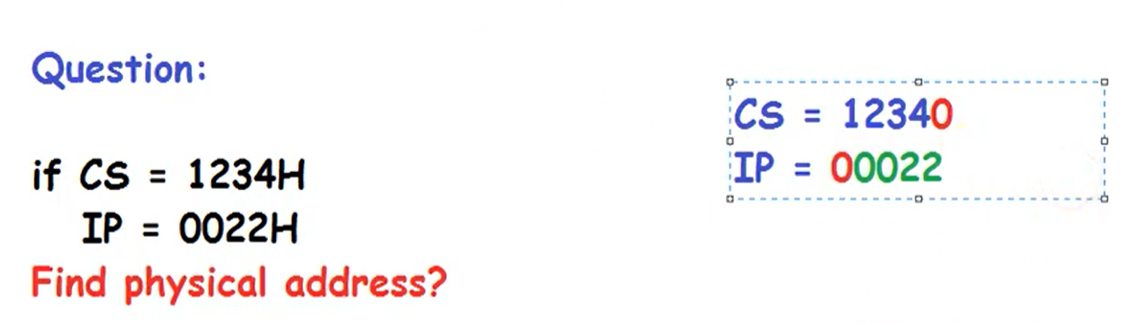 Question:
if CS = 1234H
IP = 0022H
Find physical address?
CS = 12340
IP = 00022